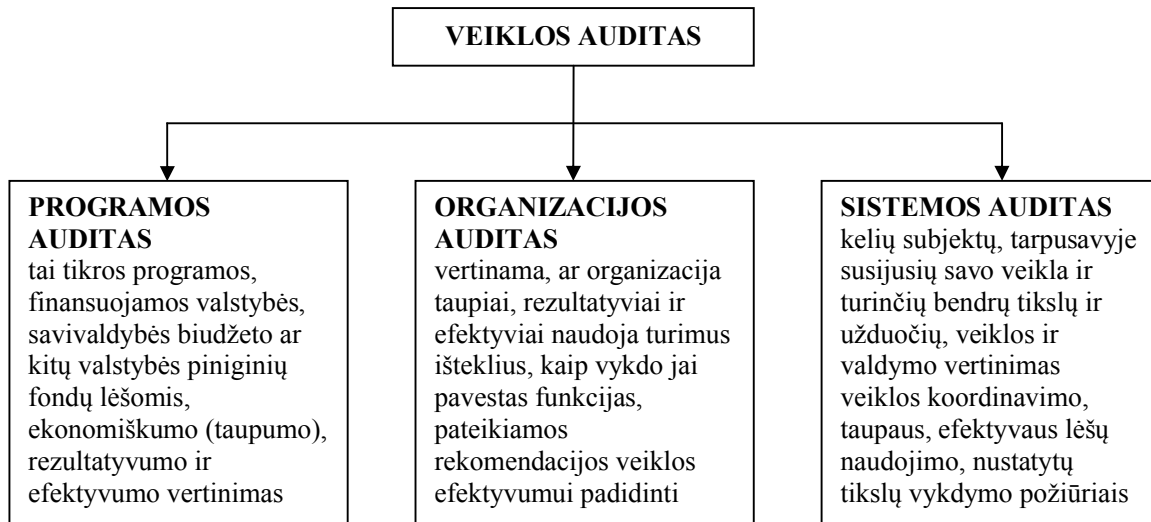 VEIKLOS AUDITAS
PROGRAMOS
AUDITAS
tai tikros programos,
finansuojamos valstybės,
savivaldybės biudžeto ar
kitų valstybės piniginių
fondų lėšomis,
ekonomiškumo (taupumo),
rezultatyvumo ir
efektyvumo vertinimas
ORGANIZACIJOS
AUDITAS
vertinama, ar organizacija
taupiai, rezultatyviai ir
efektyviai naudoja turimus
išteklius, kaip vykdo jai
pavestas funkcijas,
pateikiamos
rekomendacijos veiklos
efektyvumui padidinti
SISTEMOS AUDITAS
kelių subjektų, tarpusavyje
susijusių savo veikla ir
turinčių bendrų tikslų ir
užduočių, veiklos ir
valdymo vertinimas
veiklos koordinavimo,
taupaus, efektyvaus lėšų
naudojimo, nustatytų
tikslų vykdymo požiūriais